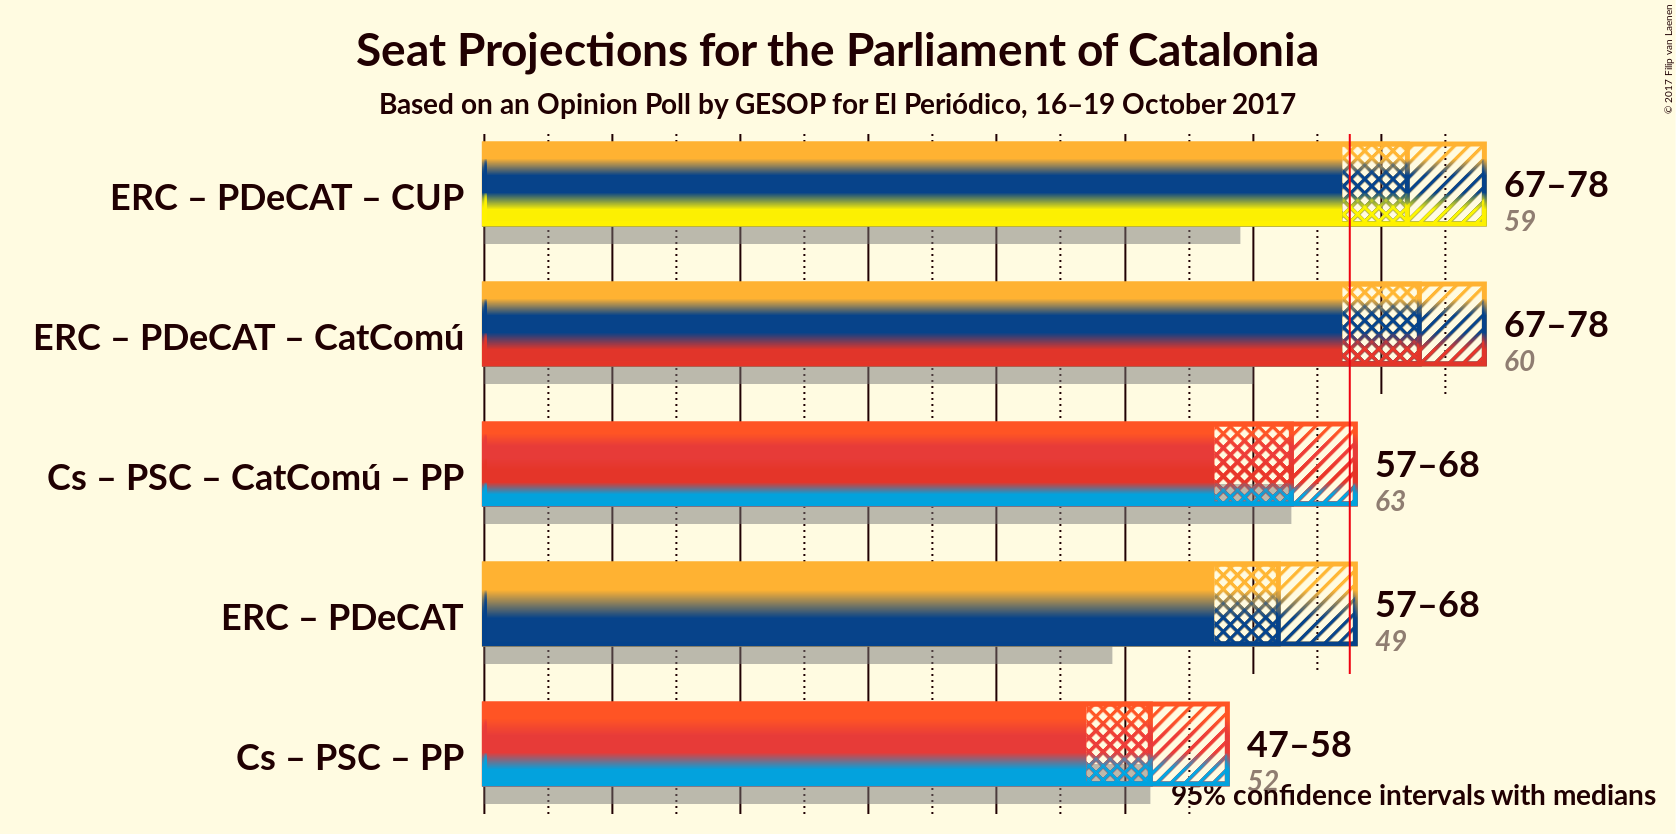 Seat Projections for the Parliament of Catalonia
Based on an Opinion Poll by GESOP for El Periódico, 16–19 October 2017
© 2017 Filip van Laenen
ERC – PDeCAT – CUP
67–78
59
ERC – PDeCAT – CatComú
67–78
60
Cs – PSC – CatComú – PP
57–68
63
ERC – PDeCAT
57–68
49
Cs – PSC – PP
47–58
52
95% confidence intervals with medians